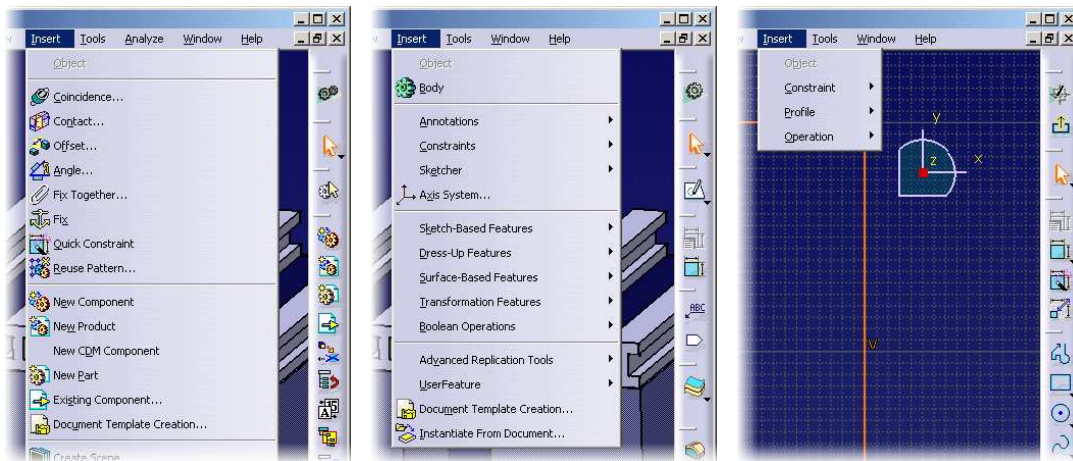 Insert Tools Analyze Window Help
Object
Coincidence...
Contact...
Offset...
Angle...
Fix Together...
Fix
Quick Constraint
Reuse Pattern...
New Component
New Product
New CDM Component
New Part
Existing Component...
Document Template Creation...
Create Scene
Insert Tools Window Help
Object
Body
Annotations
Constraints
Sketcher
Axis System...
Sketch-Based Features
Dress-Up Features
Surface-Based Features
Transformation Features
Boolean Operations
Advanced Replication Tools
UserFeature
Document Template Creation...
Instantiate From Document...
ABC
Insert Tools Window Help
Object
Constraint
Profile
Operation
y
z x
V